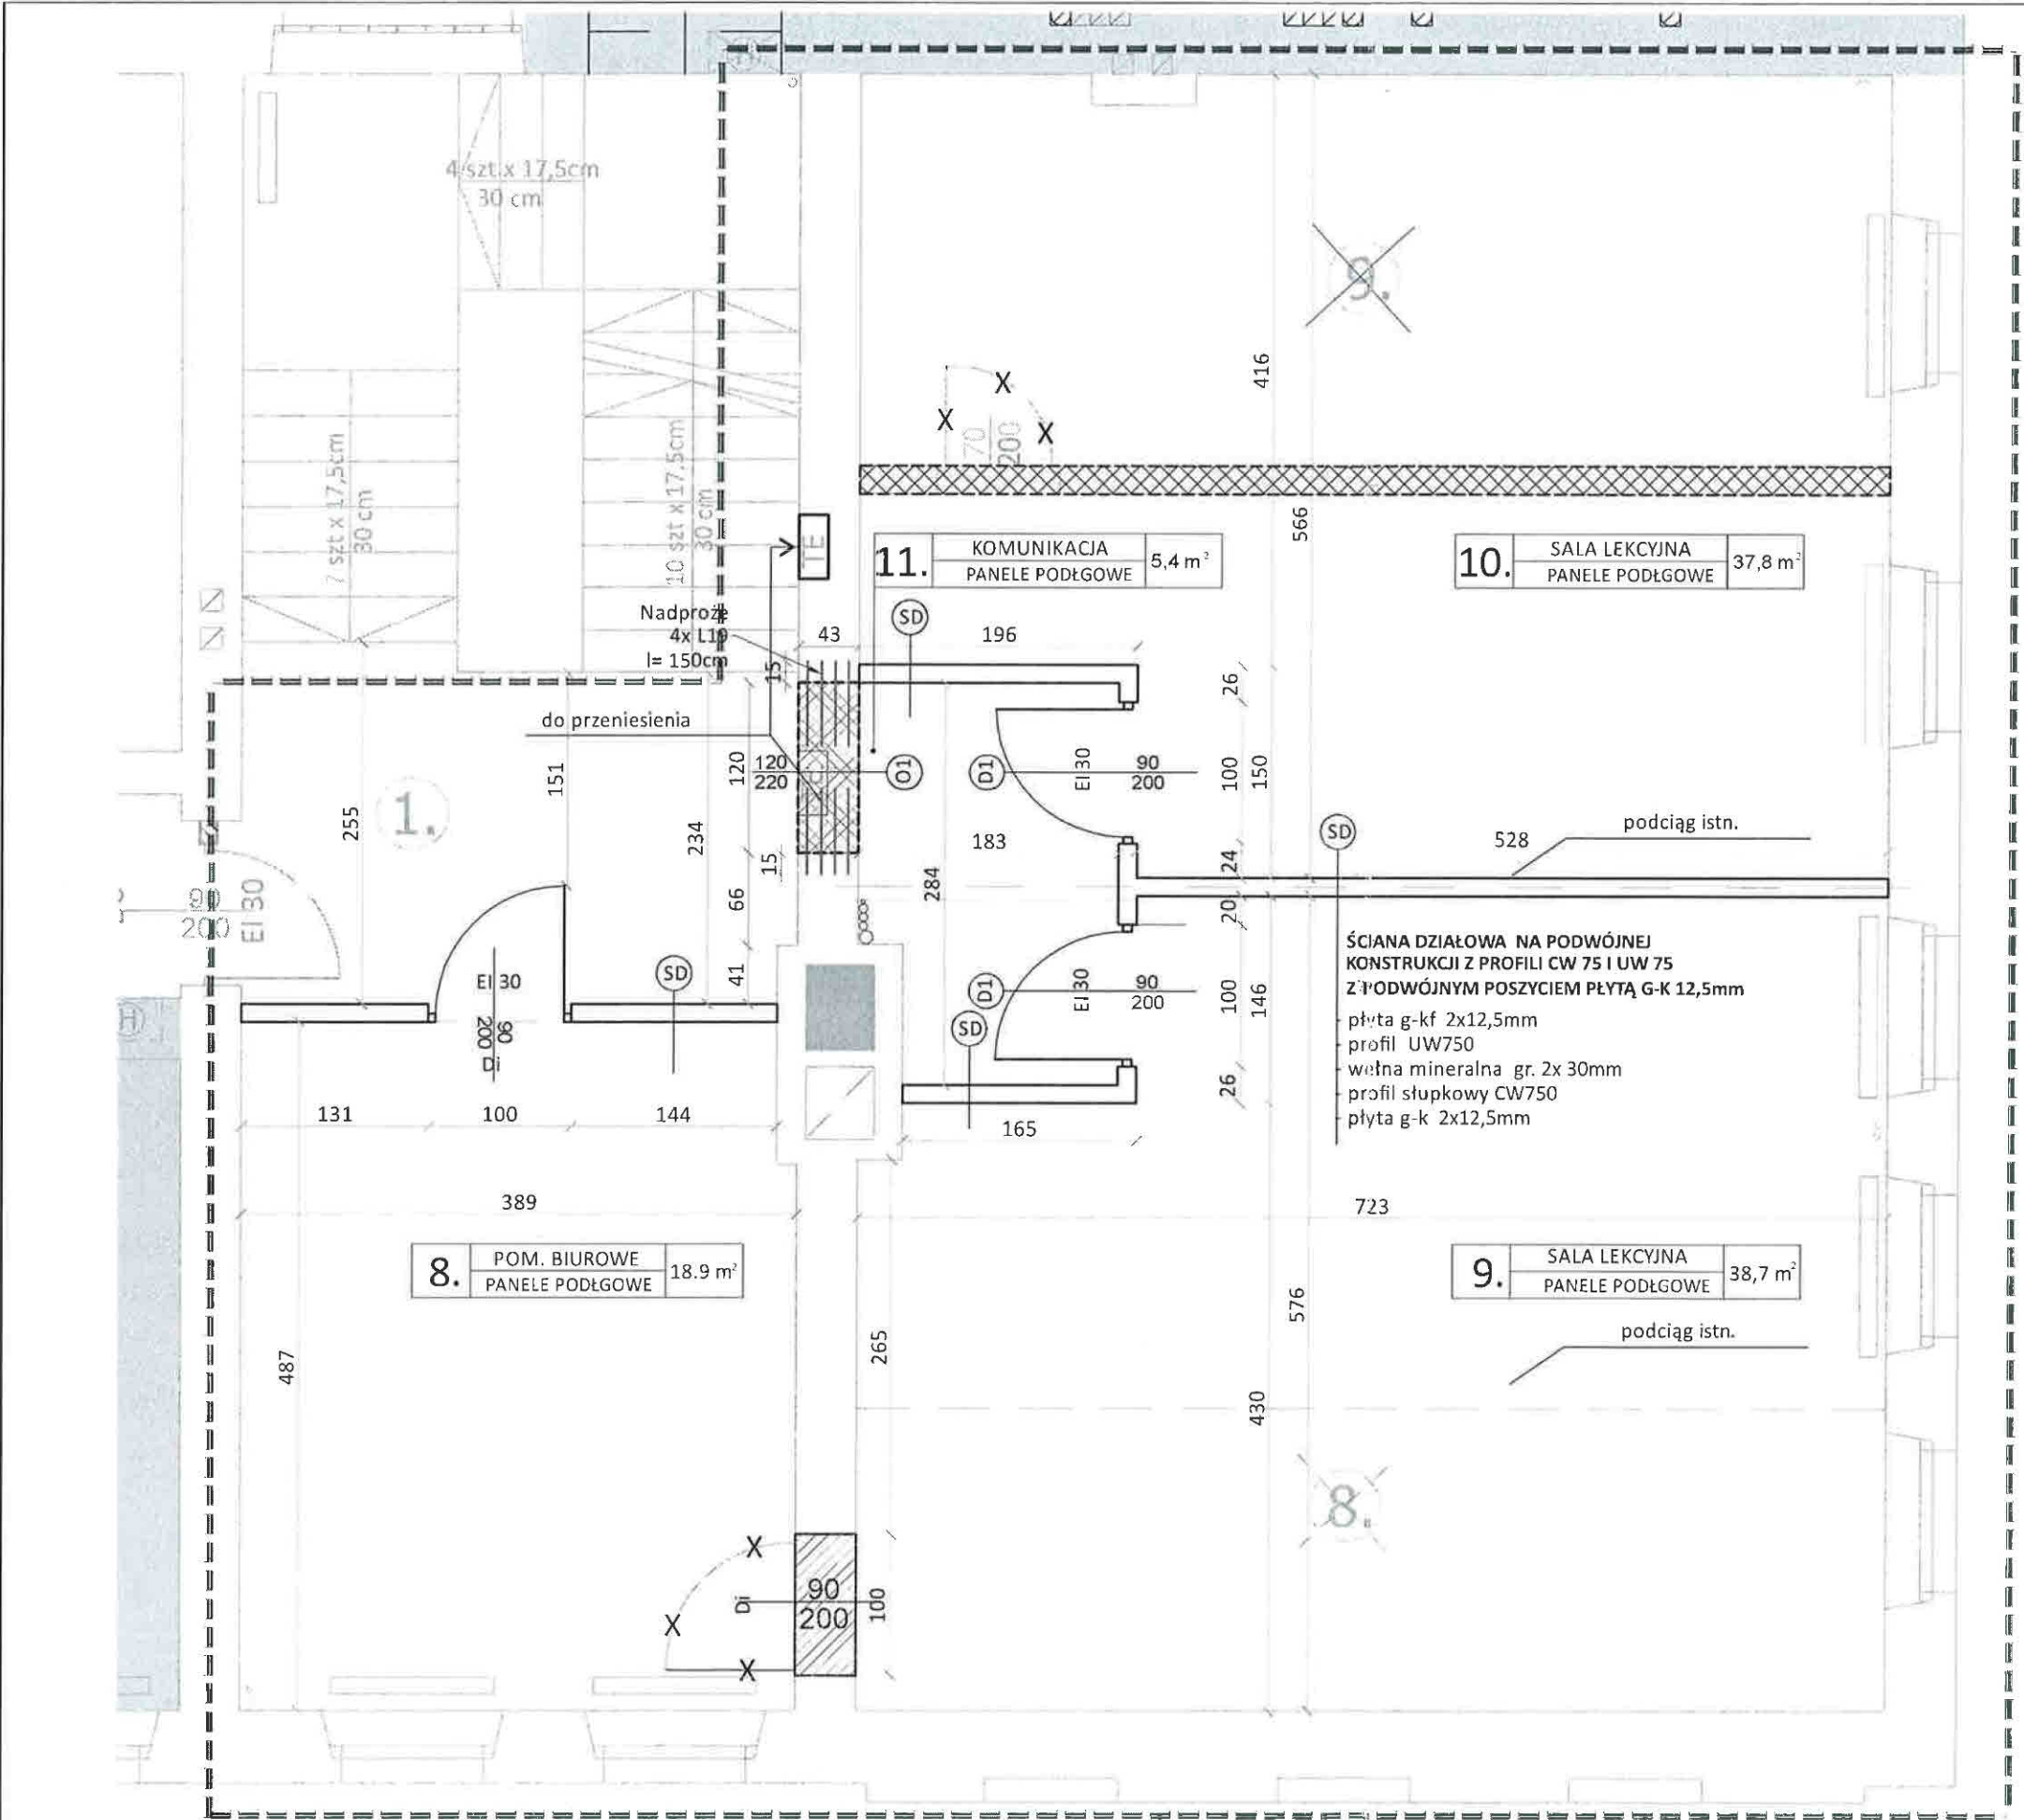 H
4 szt x 17,5cm
30 cm
9.
416
7 szt x 17,5cm
30 cm
10 szt x 17,5cm
30 cm
X
X
X
70
200
566
TE
11.
KOMUNIKACJA
PANELE PODŁGOWE
5,4 m²
10.
SALA LEKCYJNA
PANELE PODŁGOWE
37,8 m²
Nadproże
4x L19
l= 150cm
43
SD
196
15
26
do przeniesienia
151
120
120
220
O1
D1
EI 30
90
200
100
150
1.
255
234
183
SD
528
podciąg istn.
15
24
284
66
20
90
200
EI 30
ŚCIANA DZIAŁOWA NA PODWÓJNEJ
KONSTRUKCJI Z PROFILI CW 75 I UW 75
Z PODWÓJNYM POSZYCIEM PŁYTĄ G-K 12,5mm
płyta g-kf 2x12,5mm
profil UW750
wełna mineralna gr. 2x 30mm
profil słupkowy CW750
płyta g-k 2x12,5mm
EI 30
90
200
Di
SD
41
D1
EI 30
90
200
100
146
SD
H
26
131
100
144
165
389
723
8.
POM. BIUROWE
PANELE PODŁGOWE
18.9 m²
9.
SALA LEKCYJNA
PANELE PODŁGOWE
38,7 m²
576
podciąg istn.
487
265
430
8.
X
X
X
Di
90
200
100